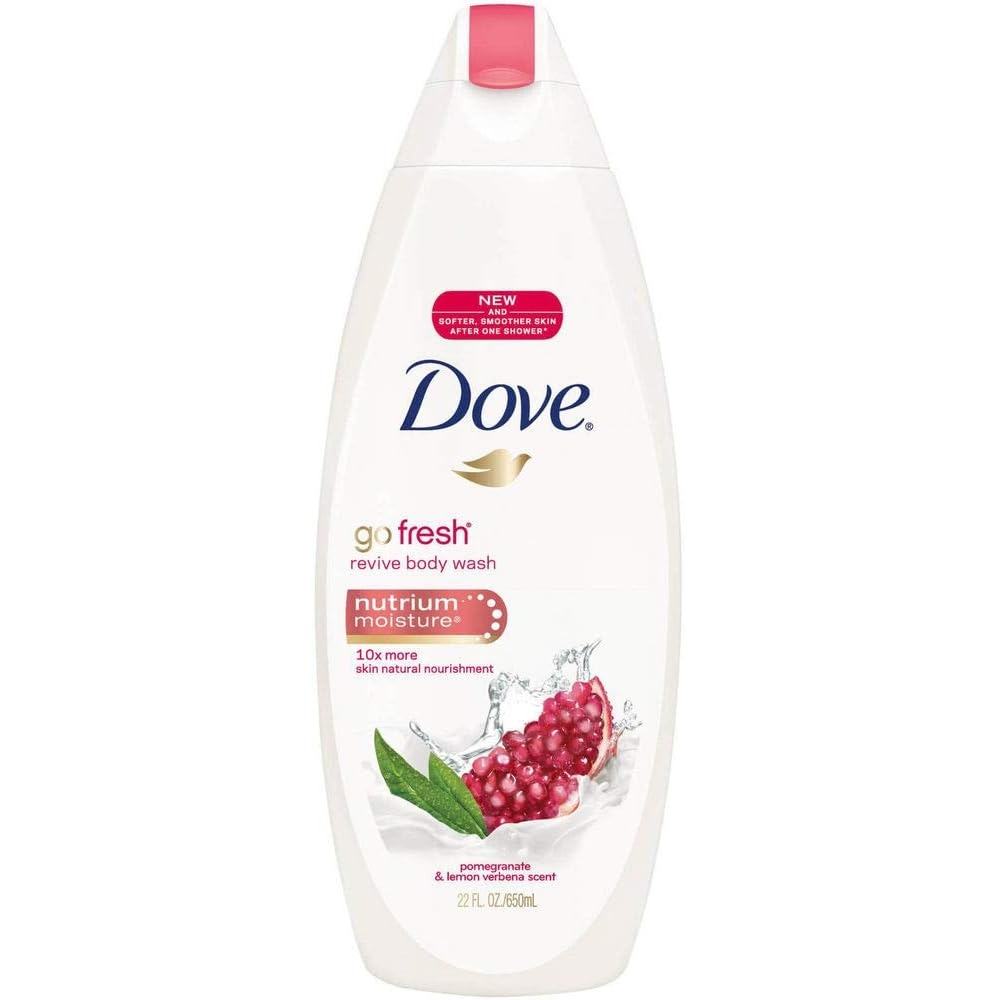 NEW
AND
SOFTER, SMOOTHER SKIN
AFTER ONE SHOWER*
Dove®
go fresh®
revive body wash
nutrium
moisture®
10x more
skin natural nourishment
pomegranate
& lemon verbena scent
22 FL. OZ./650mL